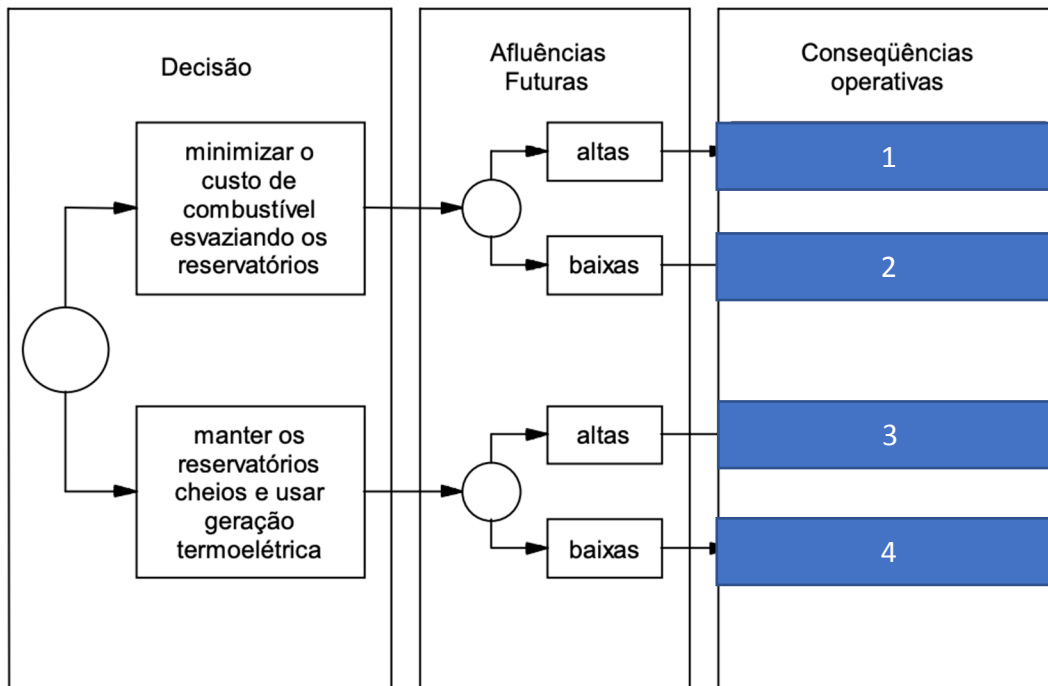 Decisão
Afluências
Futuras
Conseqüências
operativas
minimizar o
custo de
combustível
esvaziando os
reservatórios
altas
1
baixas
2
manter os
reservatórios
cheios e usar
geração
termoelétrica
altas
3
baixas
4